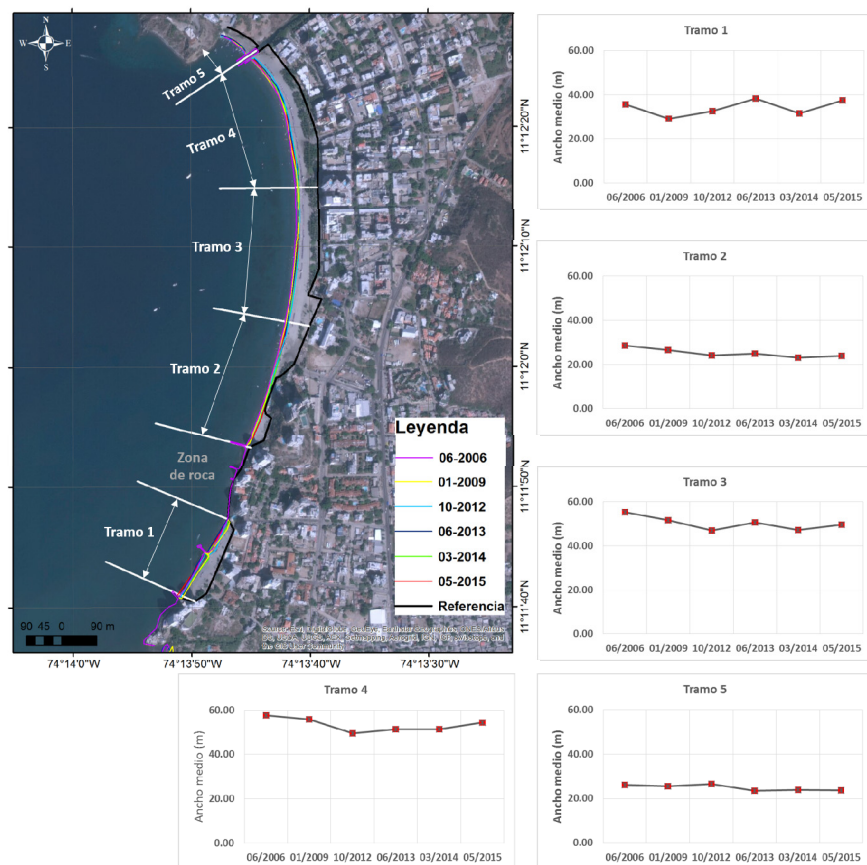 N
W
E
S
Tramo 5
Tramo 4
Tramo 3
Tramo 2
Zona
de roca
Tramo 1
Leyenda
06-2006
01-2009
10-2012
06-2013
03-2014
05-2015
Referencia
90 45 0 90 m
74°14'0"W 74°13'50"W 74°13'40"W 74°13'30"W
11°12'20"N
11°12'10"N
11°12'0"N
11°11'50"N
11°11'40"N
Tramo 1
Ancho medio (m)
60.00
40.00
20.00
0.00
06/2006 01/2009 10/2012 06/2013 03/2014 05/2015
Tramo 2
Ancho medio (m)
60.00
40.00
20.00
0.00
06/2006 01/2009 10/2012 06/2013 03/2014 05/2015
Tramo 3
Ancho medio (m)
60.00
40.00
20.00
0.00
06/2006 01/2009 10/2012 06/2013 03/2014 05/2015
Tramo 4
Ancho medio (m)
60.00
40.00
20.00
0.00
06/2006 01/2009 10/2012 06/2013 03/2014 05/2015
Tramo 5
Ancho medio (m)
60.00
40.00
20.00
0.00
06/2006 01/2009 10/2012 06/2013 03/2014 05/2015